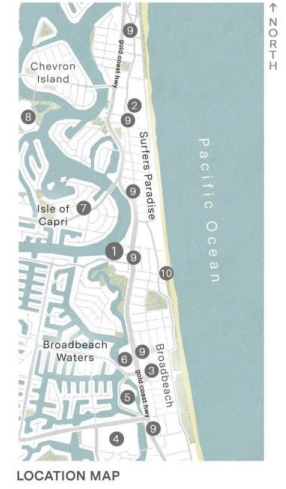 ↑ NORTH
9
gold coast hwy
Chevron
Island
2
8
9
Surfers Paradise
Pacific Ocean
9
7
Isle of
Capri
1
9
10
Broadbeach
Waters
9
6
3
Broadbeach
gold coast hwy
5
9
4
LOCATION MAP